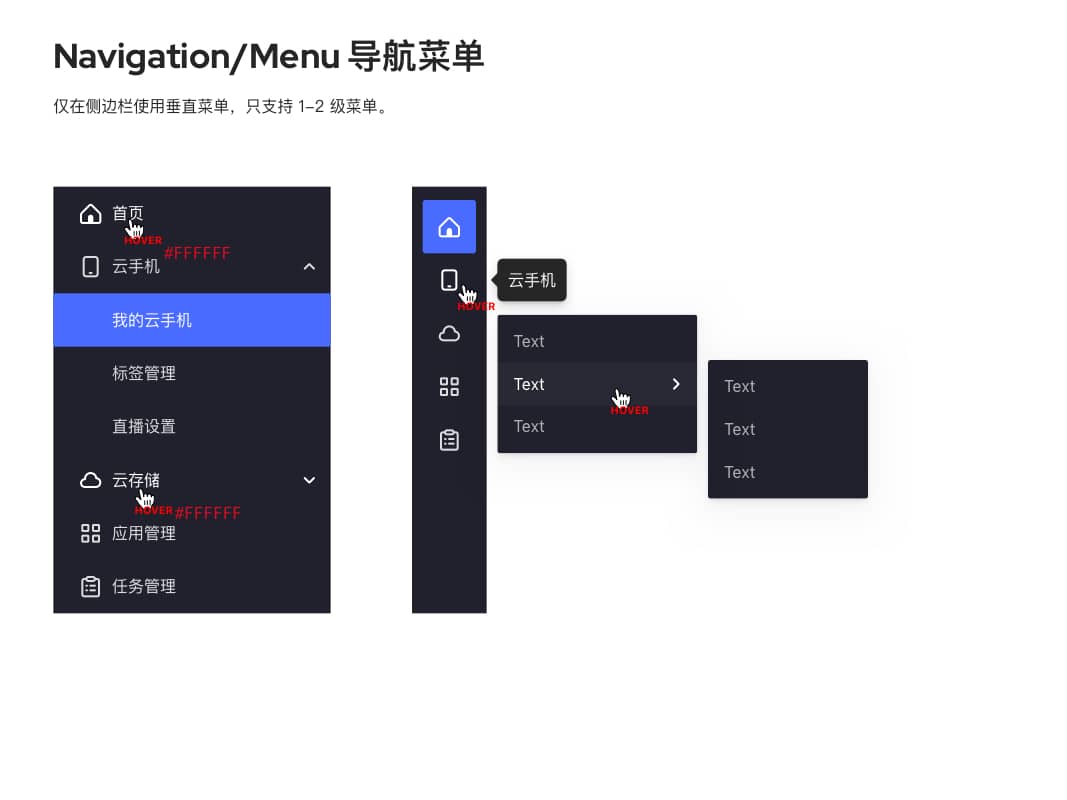 Navigation/Menu 导航菜单
仅在侧边栏使用垂直菜单，只支持 1–2 级菜单。
首页
HOVER
#FFFFFF
云手机
我的云手机
标签管理
直播设置
云存储
HOVER #FFFFFF
应用管理
任务管理
云手机
HOVER
Text
Text
HOVER
Text
Text
Text
Text